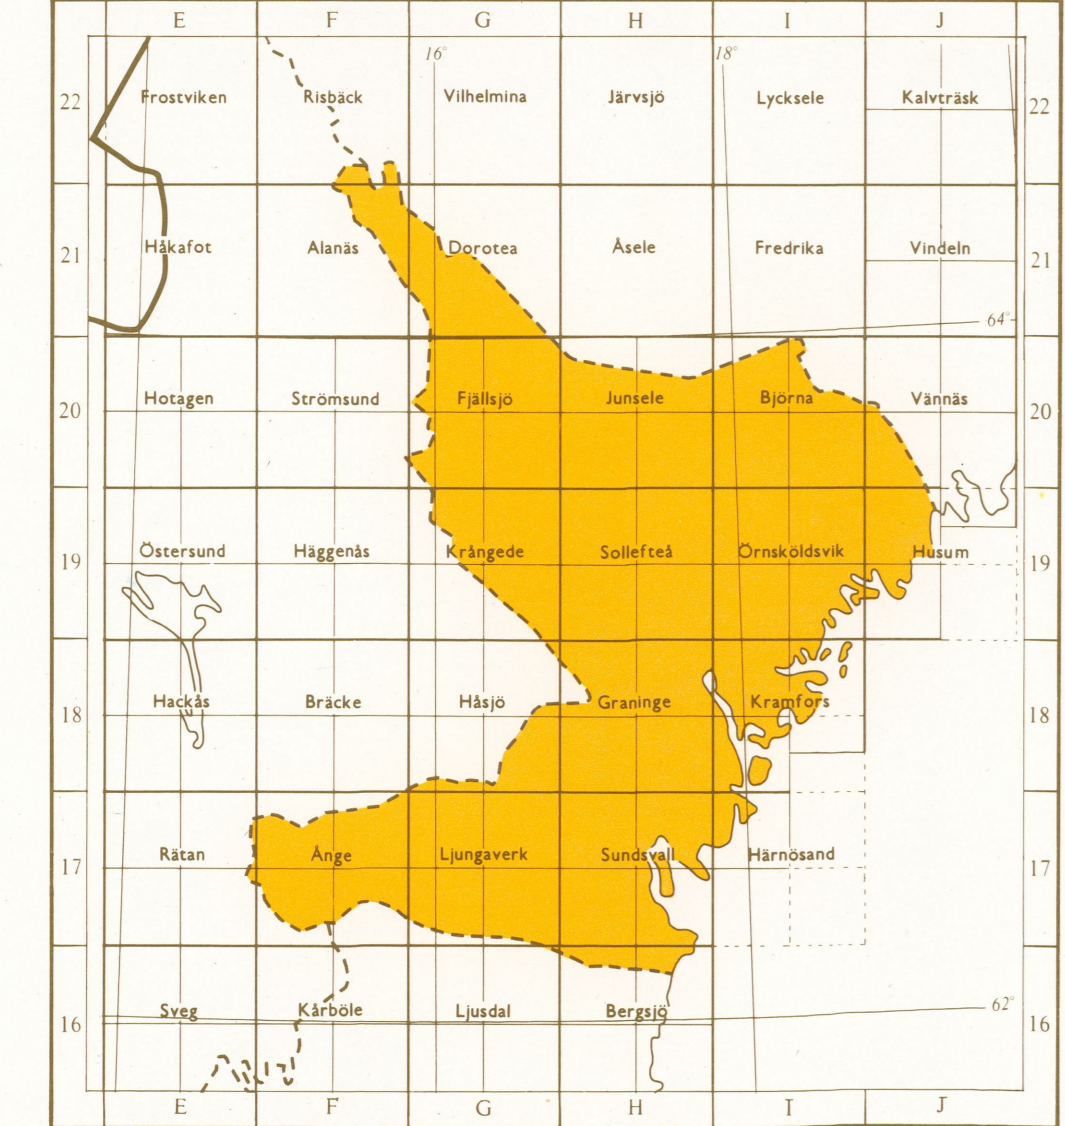 E F G H I J
16° 18°
22 Frostviken Risbäck Vilhelmina Järvsjö Lycksele Kalvträsk 22
21 Håkafot Alanäs Dorotea Åsele Fredrika Vindeln 21
64°
20 Hotagen Strömsund Fjällsjö Junsele Björna Vännäs 20
19 Östersund Häggenås Krångede Sollefteå Örnsköldsvik Husum 19
18 Hackås Bräcke Håsjö Graninge Kramfors 18
17 Rätan Ånge Ljungaverk Sundsvall Härnösand 17
62°
16 Sveg Kårböle Ljusdal Bergsjö 16
E F G H I J